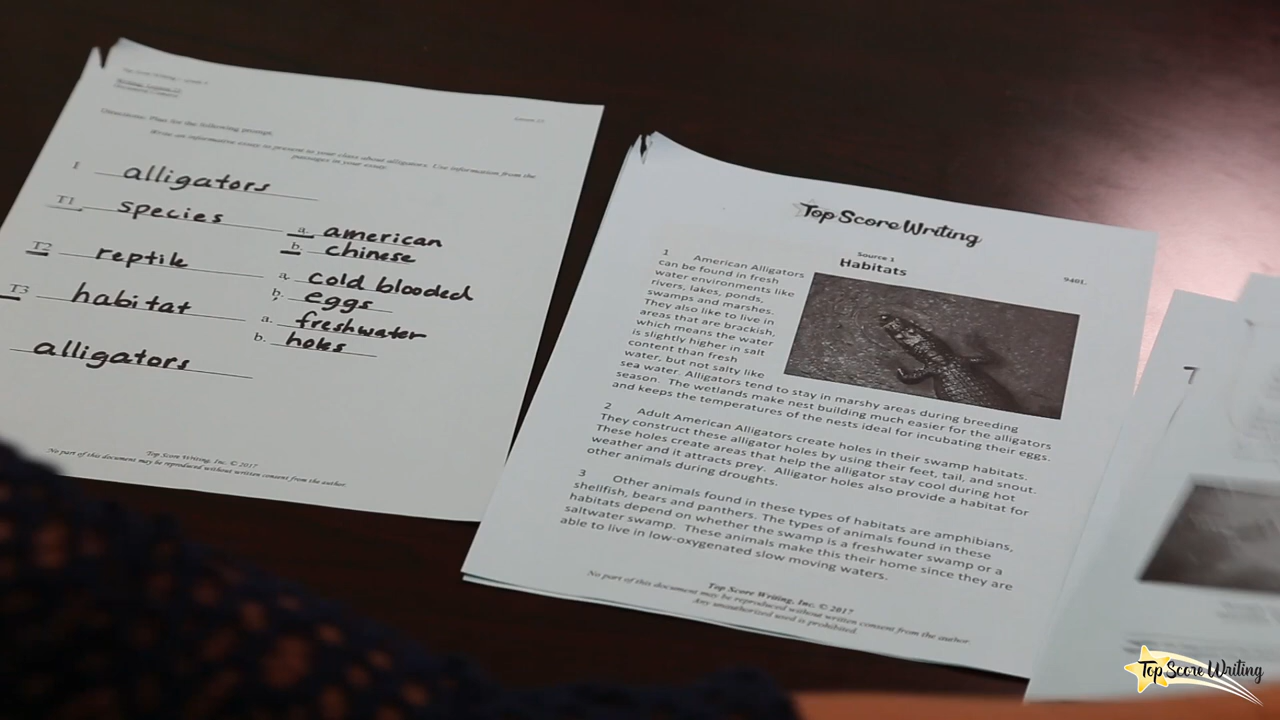 Directions: Plan for the following prompt.
Write an informative essay to present to your class about alligators. Use information from the
passages in your essay.
1 alligators
T1 species
a. american
b. chinese
T2 reptile
a. cold blooded
b. eggs
T3 habitat
a. freshwater
b. holes
alligators
Top Score Writing, Inc. © 2017
No part of this document may be reproduced without written consent from the author.
Top Score Writing
Source 1
Habitats
940L
1 American Alligators
can be found in fresh
water environments like
rivers, lakes, ponds,
swamps and marshes.
They also like to live in
areas that are brackish,
which means the water
is slightly higher in salt
content than fresh
water, but not salty like
sea water. Alligators tend to stay in marshy areas during breeding
season. The wetlands make nest building much easier for the alligators
and keeps the temperatures of the nests ideal for incubating their eggs.
2 Adult American Alligators create holes in their swamp habitats.
They construct these alligator holes by using their feet, tail, and snout.
These holes create areas that help the alligator stay cool during hot
weather and it attracts prey. Alligator holes also provide a habitat for
other animals during droughts.
3 Other animals found in these types of habitats are amphibians,
shellfish, bears and panthers. The types of animals found in these
habitats depend on whether the swamp is a freshwater swamp or a
saltwater swamp. These animals make this their home since they are
able to live in low-oxygenated slow moving waters.
Top Score Writing, Inc. © 2017
No part of this document may be reproduced without written consent from the author.
Any unauthorized used is prohibited.
Top Score Writing